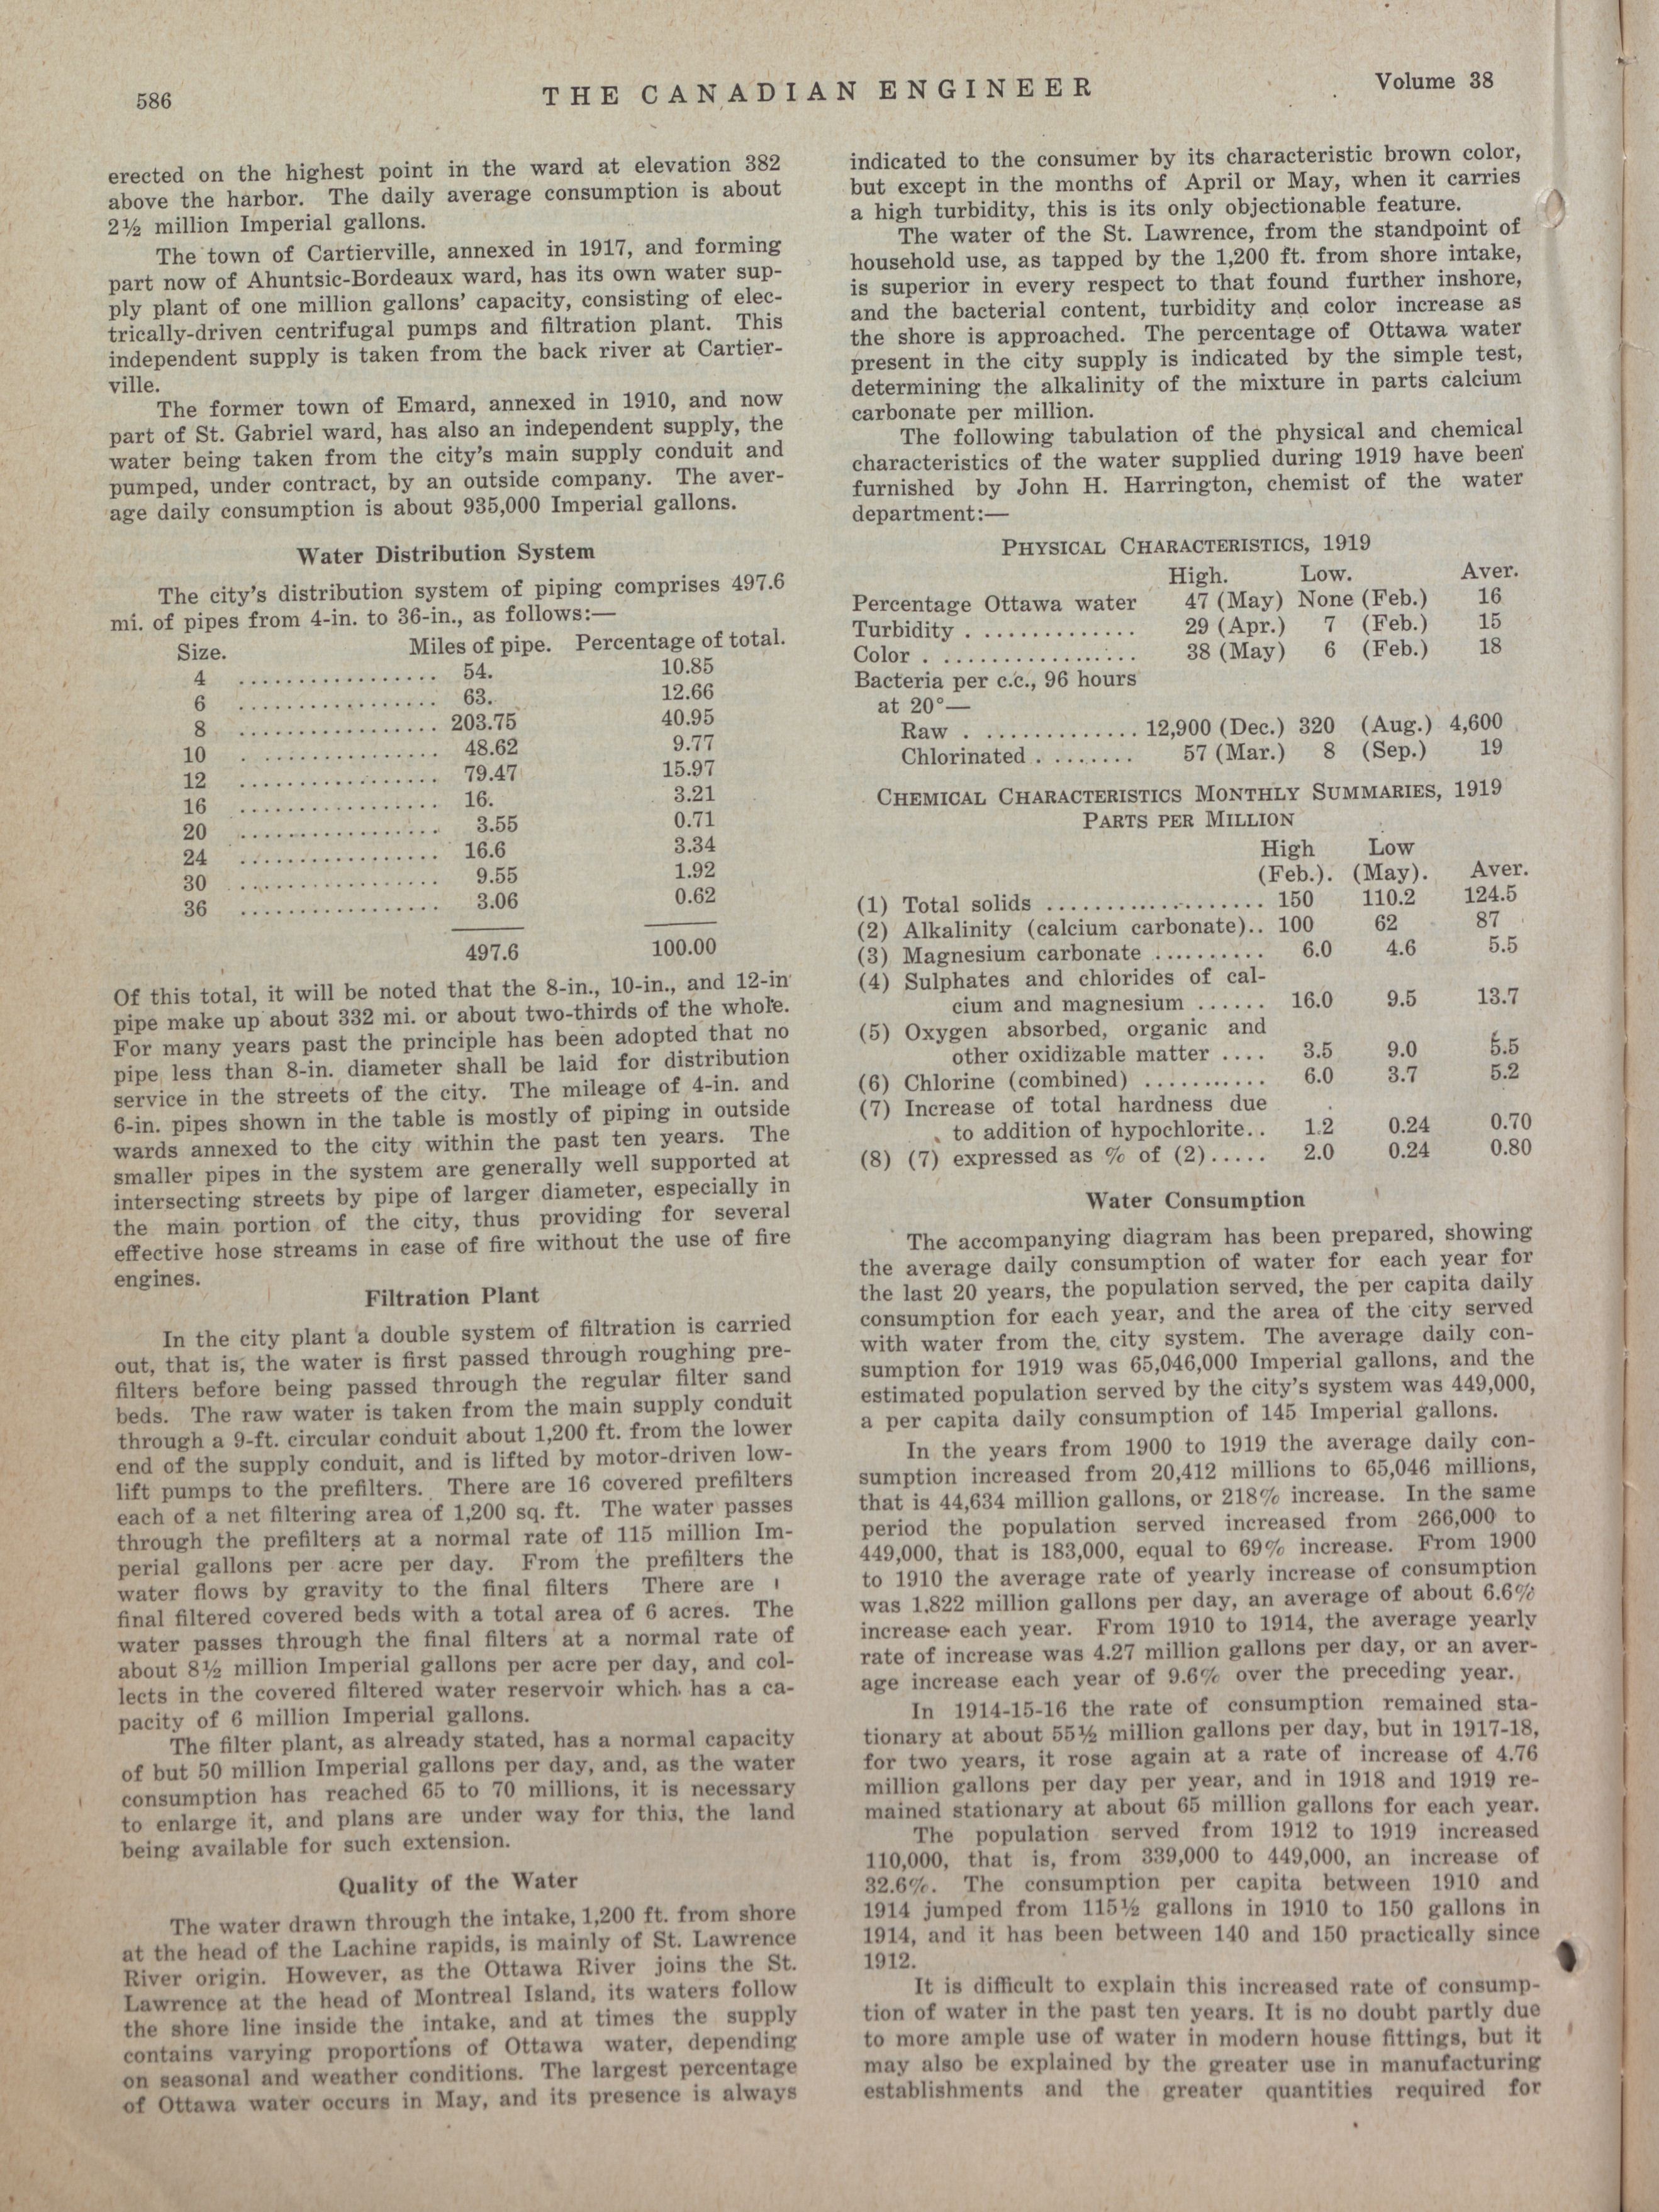 586
THE CANADIAN ENGINEER
Volume 38
erected on the highest point in the ward at elevation 382
above the harbor. The daily average consumption is about
2½ million Imperial gallons.
The town of Cartierville, annexed in 1917, and forming
part now of Ahuntsic-Bordeaux ward, has its own water sup-
ply plant of one million gallons' capacity, consisting of elec-
trically-driven centrifugal pumps and filtration plant. This
independent supply is taken from the back river at Cartier-
ville.
The former town of Emard, annexed in 1910, and now
part of St. Gabriel ward, has also an independent supply, the
water being taken from the city's main supply conduit and
pumped, under contract, by an outside company. The aver-
age daily consumption is about 935,000 Imperial gallons.
Water Distribution System
The city's distribution system of piping comprises 497.6
mi. of pipes from 4-in. to 36-in., as follows:—
Size. Miles of pipe. Percentage of total.
4 ................. 54. 10.85
6 ................. 63. 12.66
8 ................. 203.75 40.95
10 ................ 48.62 9.77
12 ................. 79.47 15.97
16 ................. 16. 3.21
20 ................. 3.55 0.71
24 ................. 16.6 3.34
30 ................. 9.55 1.92
36 ................. 3.06 0.62
497.6 100.00
Of this total, it will be noted that the 8-in., 10-in., and 12-in
pipe make up about 332 mi. or about two-thirds of the whole.
For many years past the principle has been adopted that no
pipe less than 8-in. diameter shall be laid for distribution
service in the streets of the city. The mileage of 4-in. and
6-in. pipes shown in the table is mostly of piping in outside
wards annexed to the city within the past ten years. The
smaller pipes in the system are generally well supported at
intersecting streets by pipe of larger diameter, especially in
the main portion of the city, thus providing for several
effective hose streams in case of fire without the use of fire
engines.
Filtration Plant
In the city plant a double system of filtration is carried
out, that is, the water is first passed through roughing pre-
filters before being passed through the regular filter sand
beds. The raw water is taken from the main supply conduit
through a 9-ft. circular conduit about 1,200 ft. from the lower
end of the supply conduit, and is lifted by motor-driven low-
lift pumps to the prefilters. There are 16 covered prefilters
each of a net filtering area of 1,200 sq. ft. The water passes
through the prefilters at a normal rate of 115 million Im-
perial gallons per acre per day. From the prefilters the
water flows by gravity to the final filters There are
final filtered covered beds with a total area of 6 acres. The
water passes through the final filters at a normal rate of
about 8½ million Imperial gallons per acre per day, and col-
lects in the covered filtered water reservoir which has a ca-
pacity of 6 million Imperial gallons.
The filter plant, as already stated, has a normal capacity
of but 50 million Imperial gallons per day, and, as the water
consumption has reached 65 to 70 millions, it is necessary
to enlarge it, and plans are under way for this, the land
being available for such extension.
Quality of the Water
The water drawn through the intake, 1,200 ft. from shore
at the head of the Lachine rapids, is mainly of St. Lawrence
River origin. However, as the Ottawa River joins the St.
Lawrence at the head of Montreal Island, its waters follow
the shore line inside the intake, and at times the supply
contains varying proportions of Ottawa water, depending
on seasonal and weather conditions. The largest percentage
of Ottawa water occurs in May, and its presence is always
indicated to the consumer by its characteristic brown color,
but except in the months of April or May, when it carries
a high turbidity, this is its only objectionable feature.
The water of the St. Lawrence, from the standpoint of
household use, as tapped by the 1,200 ft. from shore intake,
is superior in every respect to that found further inshore,
and the bacterial content, turbidity and color increase as
the shore is approached. The percentage of Ottawa water
present in the city supply is indicated by the simple test,
determining the alkalinity of the mixture in parts calcium
carbonate per million.
The following tabulation of the physical and chemical
characteristics of the water supplied during 1919 have been
furnished by John H. Harrington, chemist of the water
department:—
PHYSICAL CHARACTERISTICS, 1919
High. Low. Aver.
Percentage Ottawa water 47 (May) None (Feb.) 16
Turbidity . ............. 29 (Apr.) 7 (Feb.) 15
Color . ................ 38 (May) 6 (Feb.) 18
Bacteria per c.c., 96 hours
at 20°—
Raw . ............. 12,900 (Dec.) 320 (Aug.) 4,600
Chlorinated . ....... 57 (Mar.) 8 (Sep.) 19
CHEMICAL CHARACTERISTICS MONTHLY SUMMARIES, 1919
PARTS PER MILLION
High Low
(Feb.). (May). Aver.
(1) Total solids .................... 150 110.2 124.5
(2) Alkalinity (calcium carbonate).. 100 62 87
(3) Magnesium carbonate .......... 6.0 4.6 5.5
(4) Sulphates and chlorides of cal-
cium and magnesium ...... 16.0 9.5 13.7
(5) Oxygen absorbed, organic and
other oxidizable matter .... 3.5 9.0 5.5
(6) Chlorine (combined) ........... 6.0 3.7 5.2
(7) Increase of total hardness due
to addition of hypochlorite.. 1.2 0.24 0.70
(8) (7) expressed as % of (2)..... 2.0 0.24 0.80
Water Consumption
The accompanying diagram has been prepared, showing
the average daily consumption of water for each year for
the last 20 years, the population served, the per capita daily
consumption for each year, and the area of the city served
with water from the city system. The average daily con-
sumption for 1919 was 65,046,000 Imperial gallons, and the
estimated population served by the city's system was 449,000,
a per capita daily consumption of 145 Imperial gallons.
In the years from 1900 to 1919 the average daily con-
sumption increased from 20,412 millions to 65,046 millions,
that is 44,634 million gallons, or 218% increase. In the same
period the population served increased from 266,000 to
449,000, that is 183,000, equal to 69% increase. From 1900
to 1910 the average rate of yearly increase of consumption
was 1.822 million gallons per day, an average of about 6.6%
increase each year. From 1910 to 1914, the average yearly
rate of increase was 4.27 million gallons per day, or an aver-
age increase each year of 9.6% over the preceding year.
In 1914-15-16 the rate of consumption remained sta-
tionary at about 55½ million gallons per day, but in 1917-18,
for two years, it rose again at a rate of increase of 4.76
million gallons per day per year, and in 1918 and 1919 re-
mained stationary at about 65 million gallons for each year.
The population served from 1912 to 1919 increased
110,000, that is, from 339,000 to 449,000, an increase of
32.6%. The consumption per capita between 1910 and
1914 jumped from 115½ gallons in 1910 to 150 gallons in
1914, and it has been between 140 and 150 practically since
1912.
It is difficult to explain this increased rate of consump-
tion of water in the past ten years. It is no doubt partly due
to more ample use of water in modern house fittings, but it
may also be explained by the greater use in manufacturing
establishments and the greater quantities required for